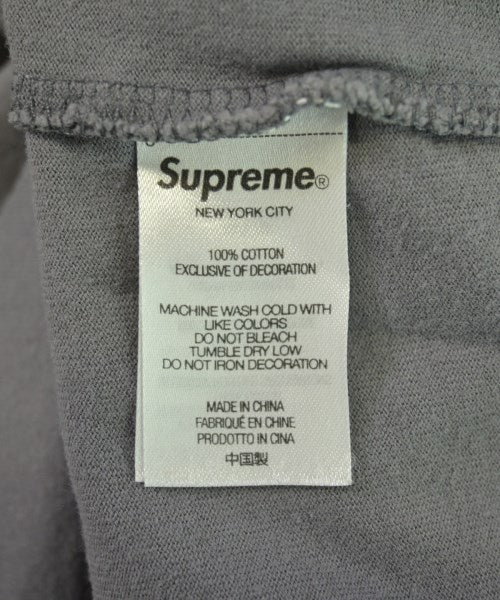 Supreme®
NEW YORK CITY
100% COTTON
EXCLUSIVE OF DECORATION
MACHINE WASH COLD WITH
LIKE COLORS
DO NOT BLEACH
TUMBLE DRY LOW
DO NOT IRON DECORATION
MADE IN CHINA
FABRIQUÉ EN CHINE
PRODOTTO IN CINA
中国製